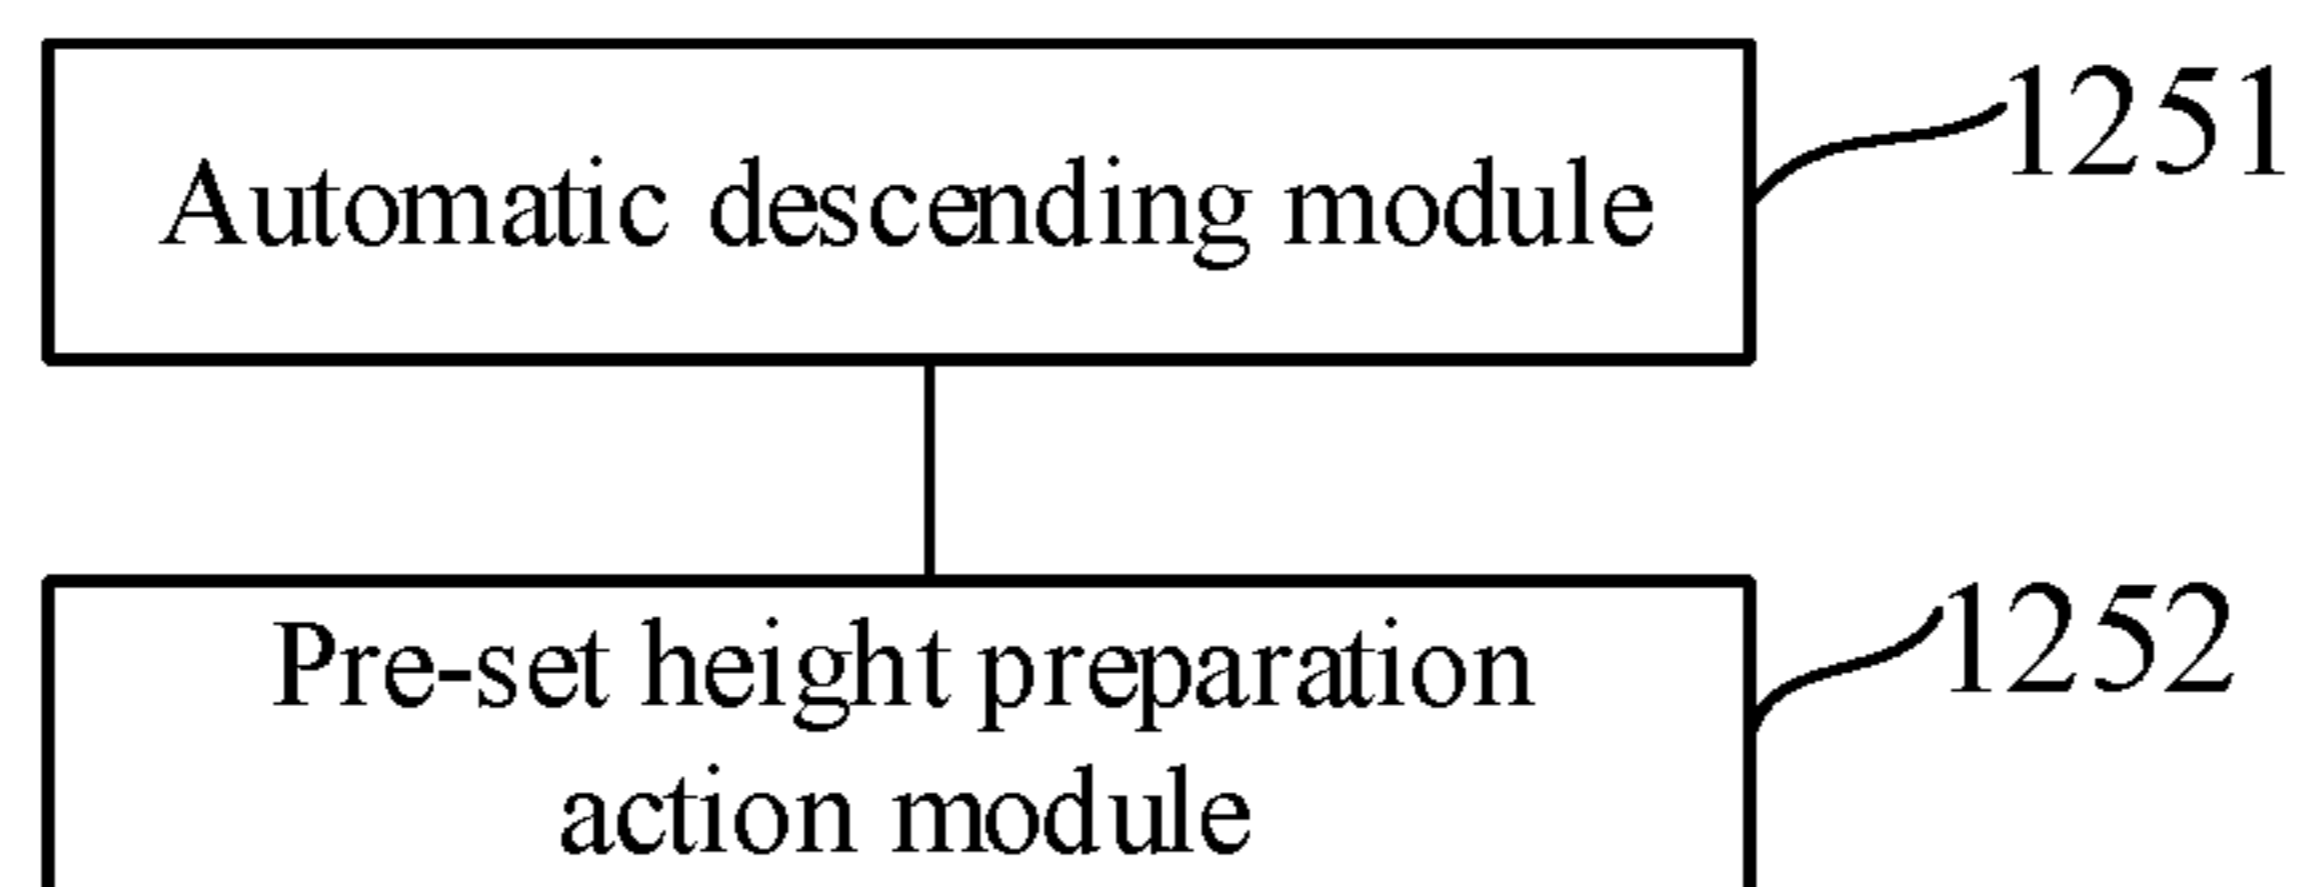 Automatic descending module
1251
Pre-set height preparation
action module
1252